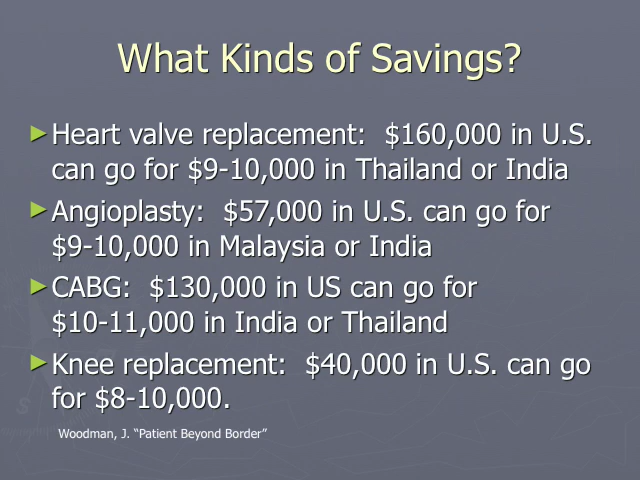 What Kinds of Savings?
Heart valve replacement:  $160,000 in U.S.
can go for $9-10,000 in Thailand or India
Angioplasty:  $57,000 in U.S. can go for
$9-10,000 in Malaysia or India
CABG:  $130,000 in US can go for
$10-11,000 in India or Thailand
Knee replacement:  $40,000 in U.S. can go
for $8-10,000.
Woodman, J. “Patient Beyond Border”